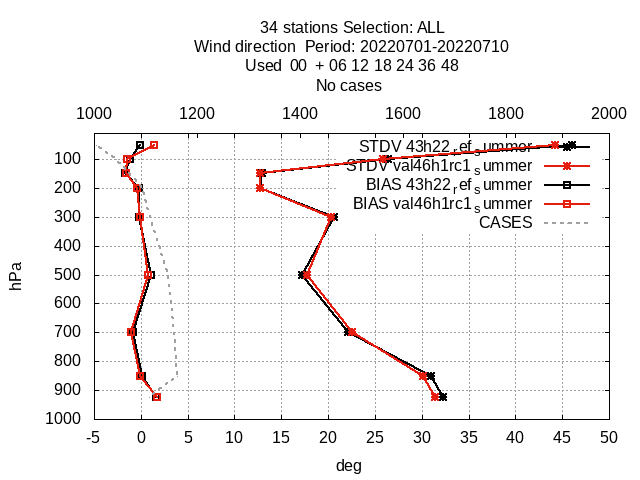 34 stations Selection: ALL
Wind direction  Period: 20220701-20220710
Used  00  + 06 12 18 24 36 48
No cases
1000 1200 1400 1600 1800 2000
STDV 43h22_ref_summer
STDV val46h1rc1_summer
BIAS 43h22_ref_summer
BIAS val46h1rc1_summer
CASES
hPa
100
200
300
400
500
600
700
800
900
1000
-5 0 5 10 15 20 25 30 35 40 45 50
deg